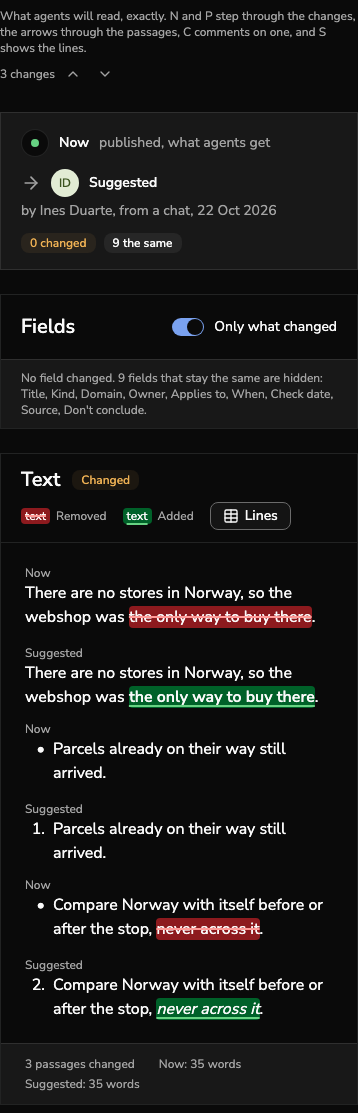 What agents will read, exactly. N and P step through the changes,
the arrows through the passages, C comments on one, and S
shows the lines.
3 changes
Now published, what agents get
ID Suggested
by Ines Duarte, from a chat, 22 Oct 2026
0 changed 9 the same
Fields Only what changed
No field changed. 9 fields that stay the same are hidden:
Title, Kind, Domain, Owner, Applies to, When, Check date,
Source, Don't conclude.
Text Changed
text Removed text Added Lines
Now
There are no stores in Norway, so the
webshop was the only way to buy there.
Suggested
There are no stores in Norway, so the
webshop was the only way to buy there.
Now
• Parcels already on their way still
arrived.
Suggested
1. Parcels already on their way still
arrived.
Now
• Compare Norway with itself before or
after the stop, never across it.
Suggested
2. Compare Norway with itself before or
after the stop, never across it.
3 passages changed Now: 35 words
Suggested: 35 words